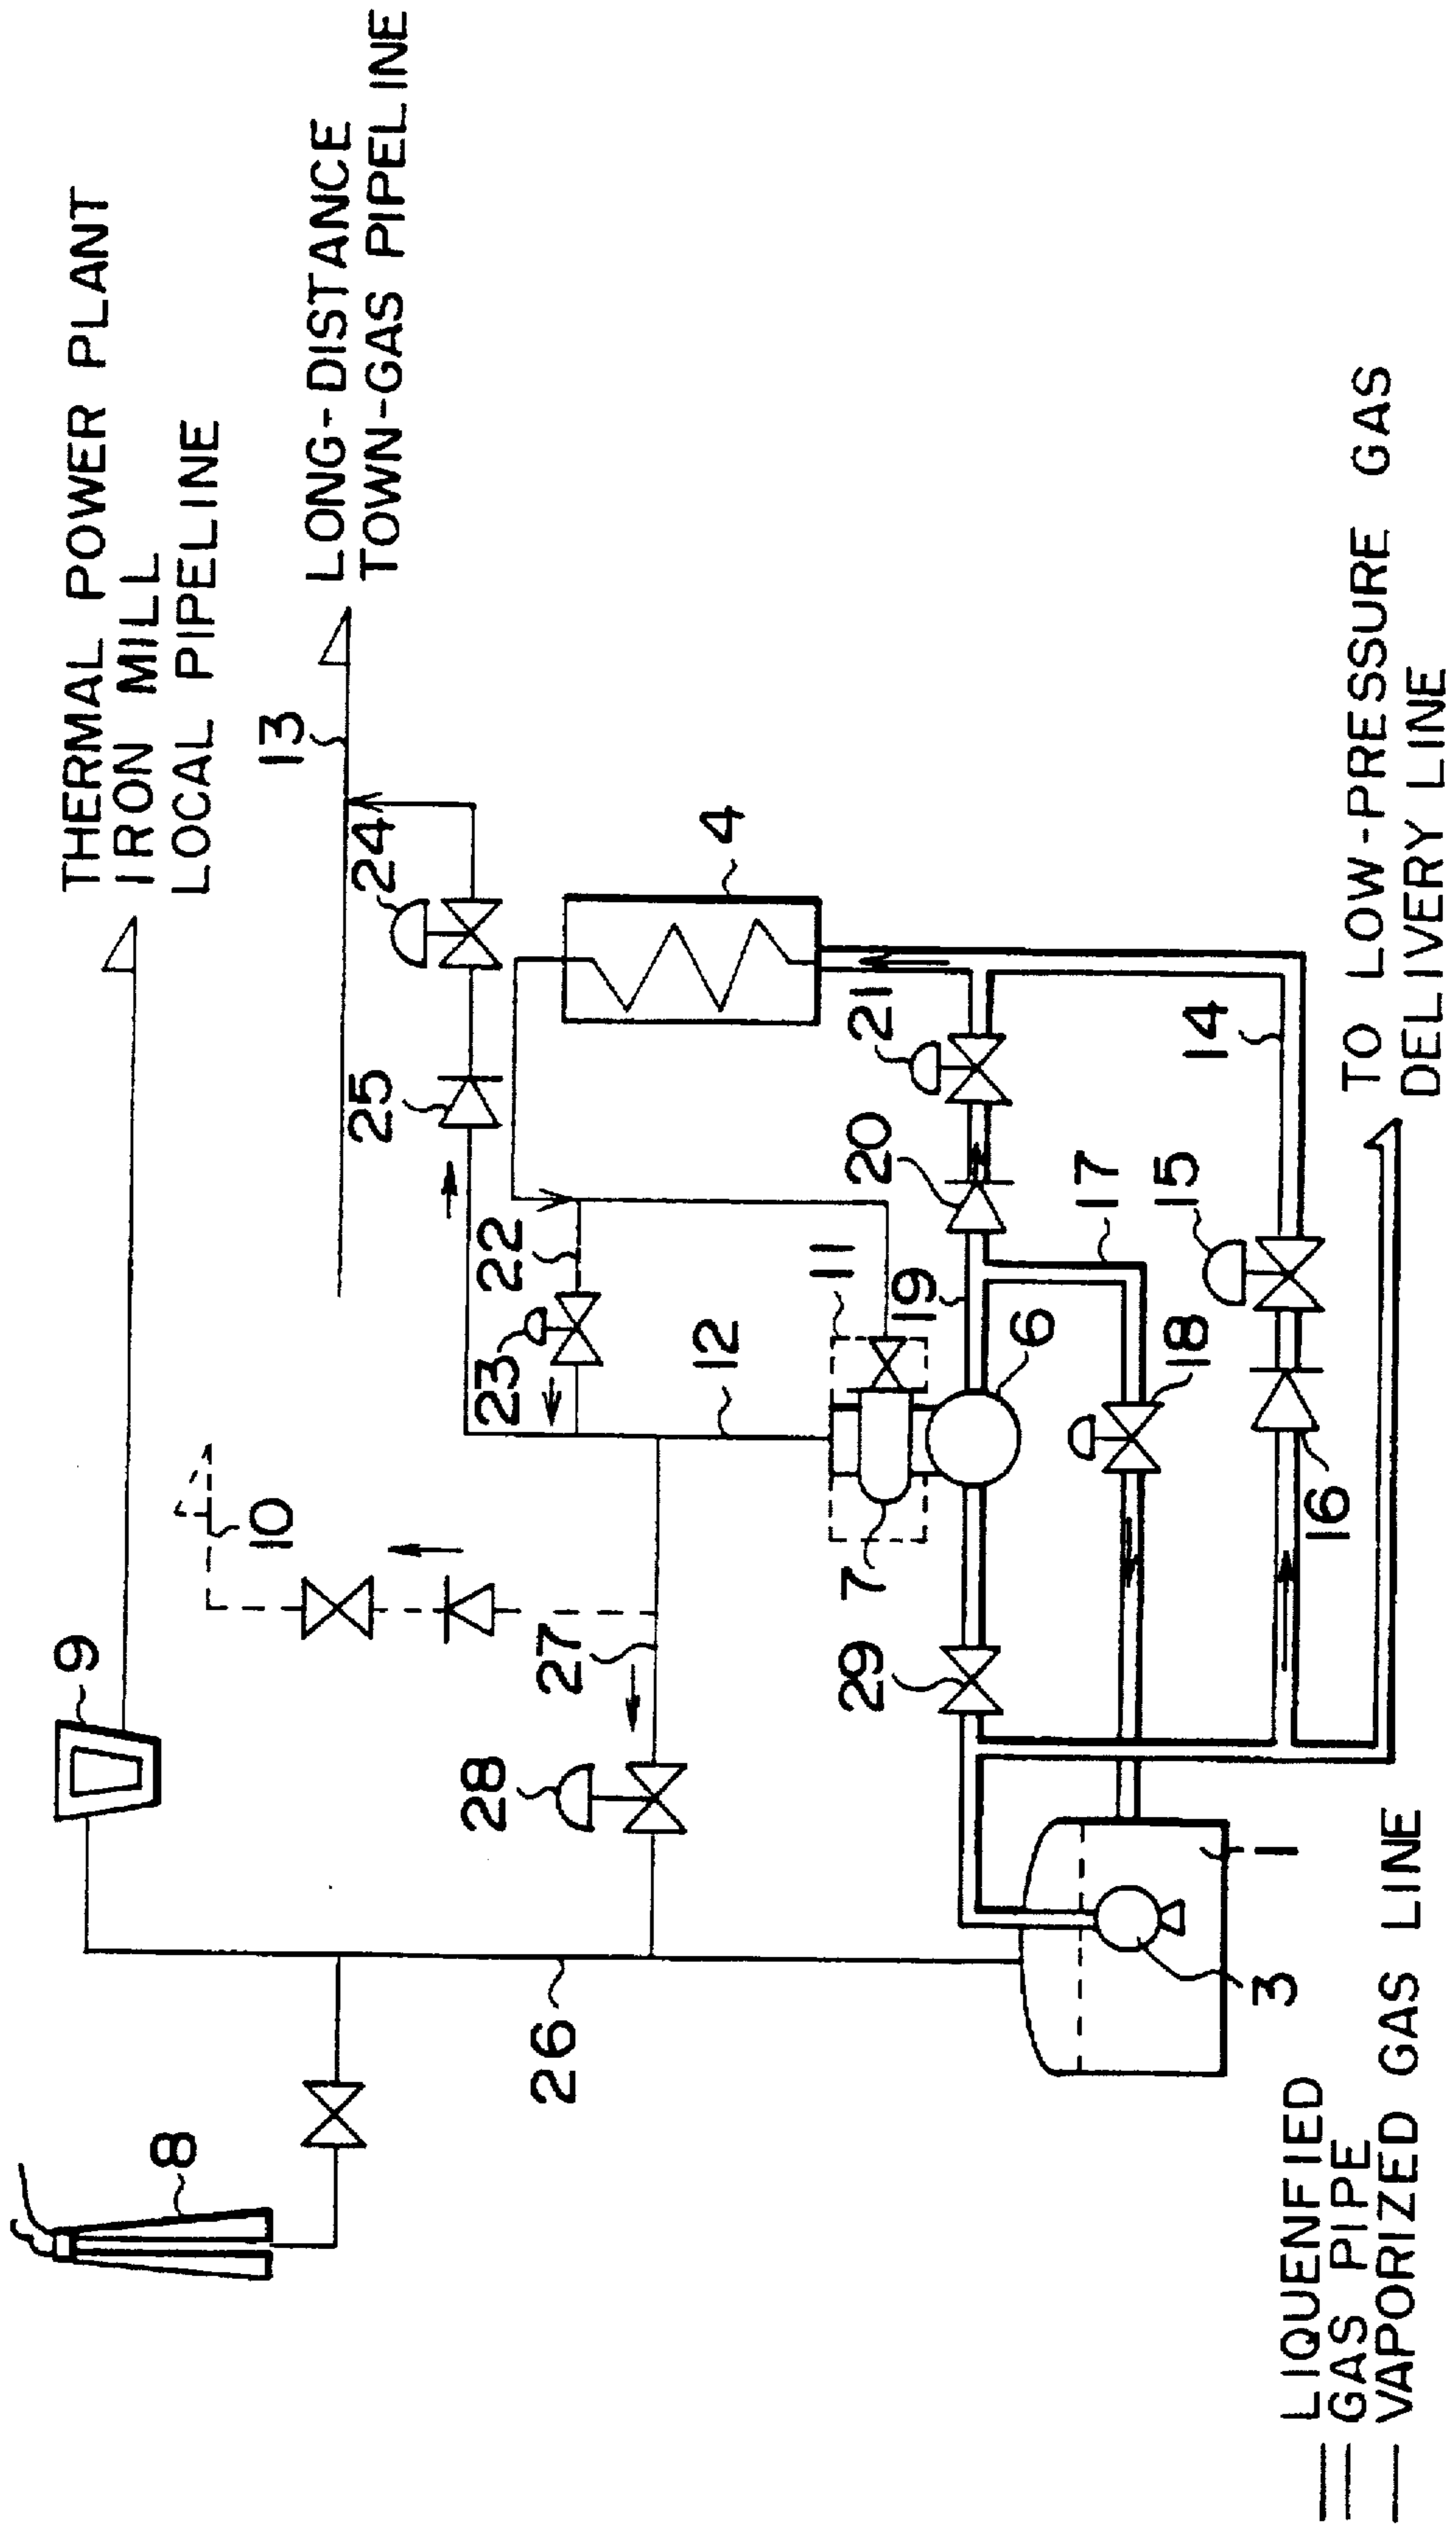 THERMAL POWER PLANT
IRON MILL
LOCAL PIPELINE
LONG-DISTANCE
TOWN-GAS PIPELINE
13
24
25
4
21
20
22
23
12
11
19
6
17
14
15
18
16
7
10
9
27
28
29
8
26
1
3
TO LOW-PRESSURE GAS
DELIVERY LINE
LIQUENFIED
GAS PIPE
VAPORIZED GAS LINE